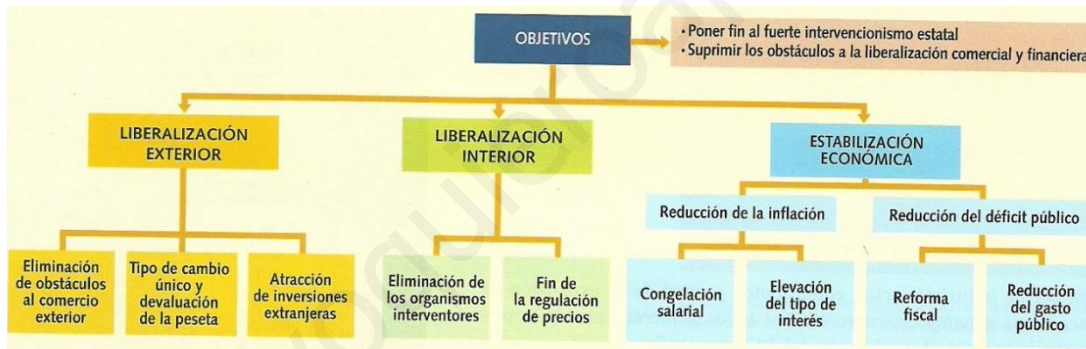 OBJETIVOS
· Poner fin al fuerte intervencionismo estatal
· Suprimir los obstáculos a la liberalización comercial y financiera
LIBERALIZACIÓN
EXTERIOR
LIBERALIZACIÓN
INTERIOR
ESTABILIZACIÓN
ECONÓMICA
Reducción de la inflación
Reducción del déficit público
Eliminación
de obstáculos
al comercio
exterior
Tipo de cambio
único y
devaluación
de la peseta
Atracción
de inversiones
extranjeras
Eliminación de
los organismos
interventores
Fin de
la regulación
de precios
Congelación
salarial
Elevación
del tipo de
interés
Reforma
fiscal
Reducción
del gasto
público